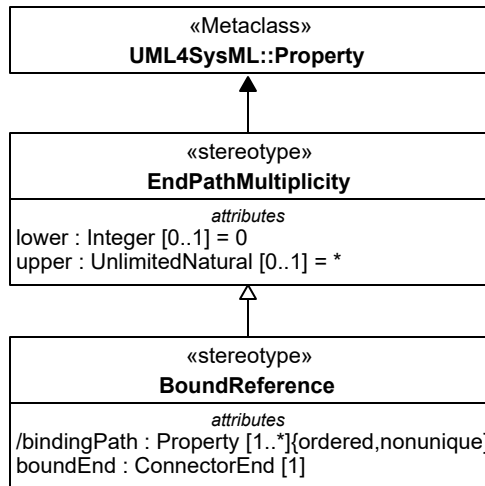 «Metaclass»
UML4SysML::Property
«stereotype»
EndPathMultiplicity
attributes
lower : Integer [0..1] = 0
upper : UnlimitedNatural [0..1] = *
«stereotype»
BoundReference
attributes
/bindingPath : Property [1..*]{ordered,nonunique}
boundEnd : ConnectorEnd [1]